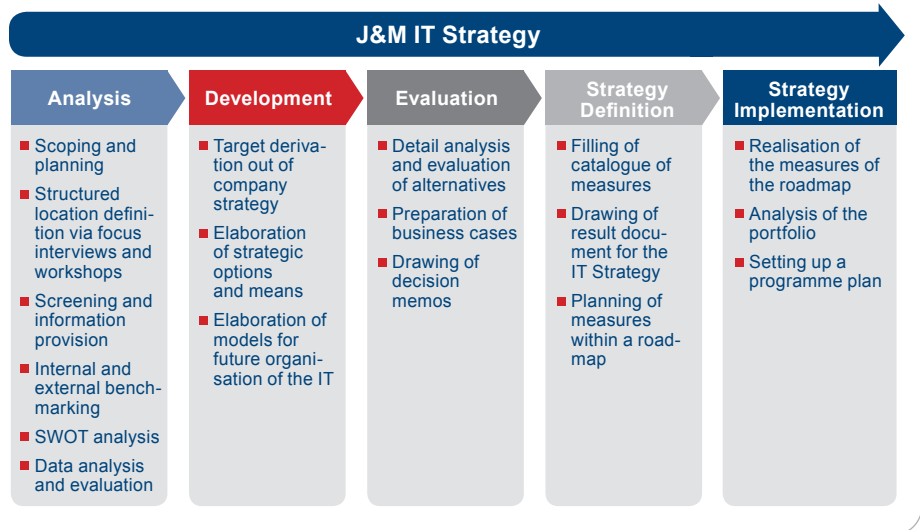 J&M IT Strategy
Analysis
Scoping and
planning
Structured
location defini-
tion via focus
interviews and
workshops
Screening and
information
provision
Internal and
external bench-
marking
SWOT analysis
Data analysis
and evaluation
Development
Target deriva-
tion out of
company
strategy
Elaboration
of strategic
options
and means
Elaboration of
models for
future organi-
sation of the IT
Evaluation
Detail analysis
and evaluation
of alternatives
Preparation of
business cases
Drawing of
decision
memos
Strategy
Definition
Filling of
catalogue of
measures
Drawing of
result docu-
ment for the
IT Strategy
Planning of
measures
within a road-
map
Strategy
Implementation
Realisation of
the measures of
the roadmap
Analysis of the
portfolio
Setting up a
programme plan